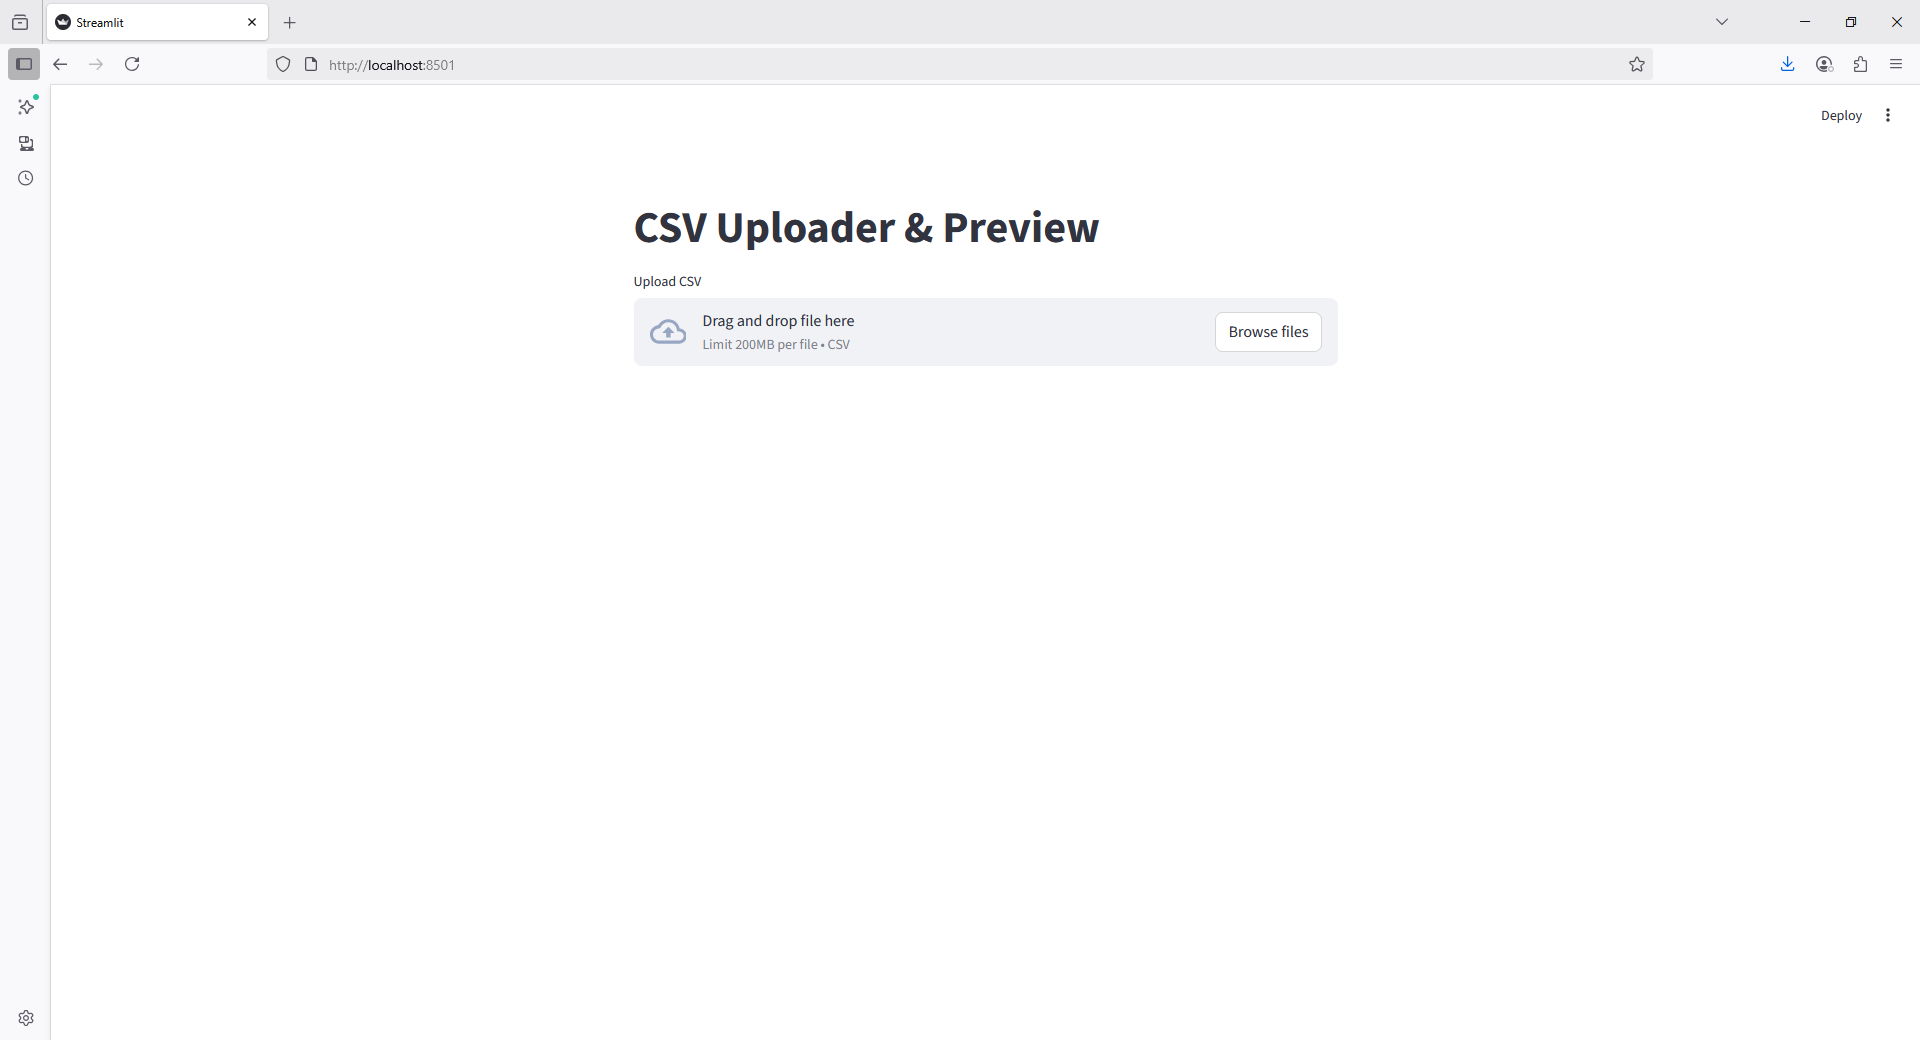 Streamlit
http://localhost:8501
Deploy
CSV Uploader & Preview
Upload CSV
Drag and drop file here
Limit 200MB per file • CSV
Browse files